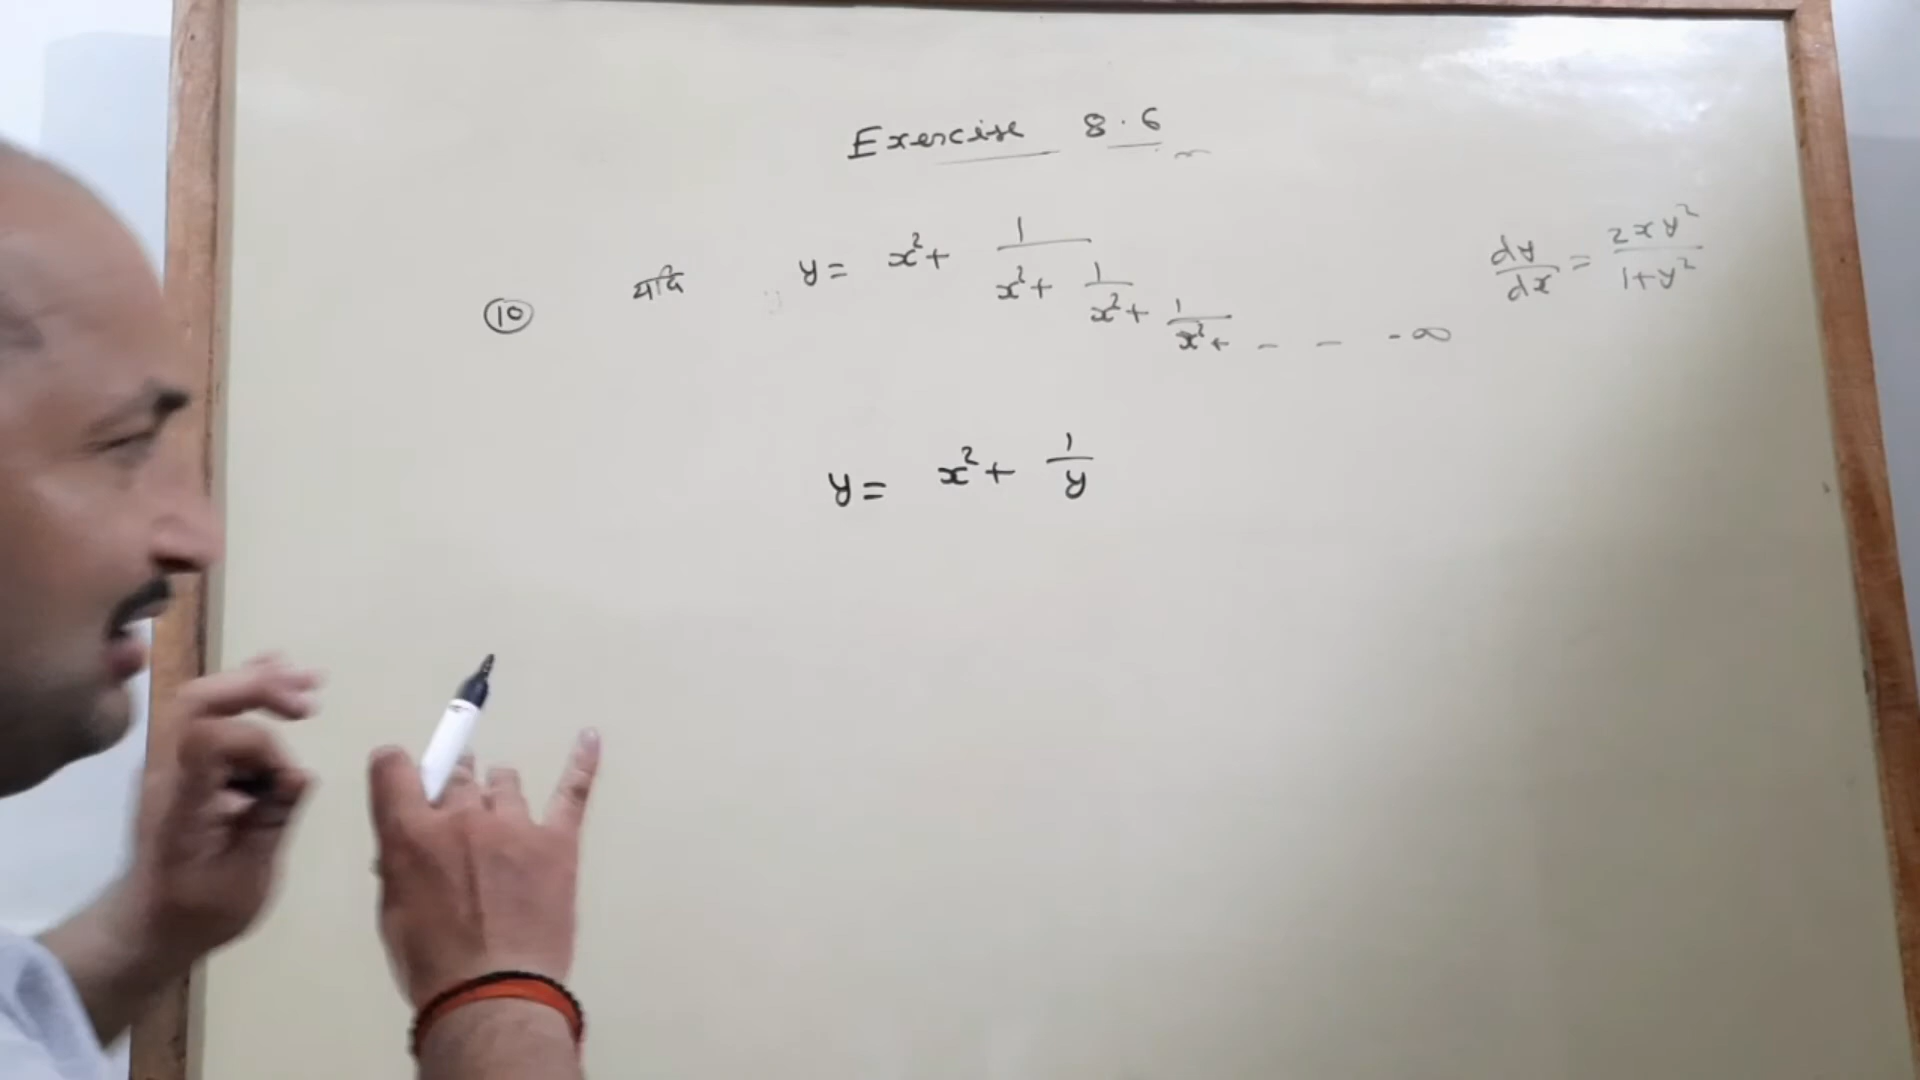 Exercise 8.6
⑩ यदि y = x² + 1/(x² + 1/(x² + 1/(x² + - - - ∞ dy/dx = 2xy²/1+y²
y = x² + 1/y